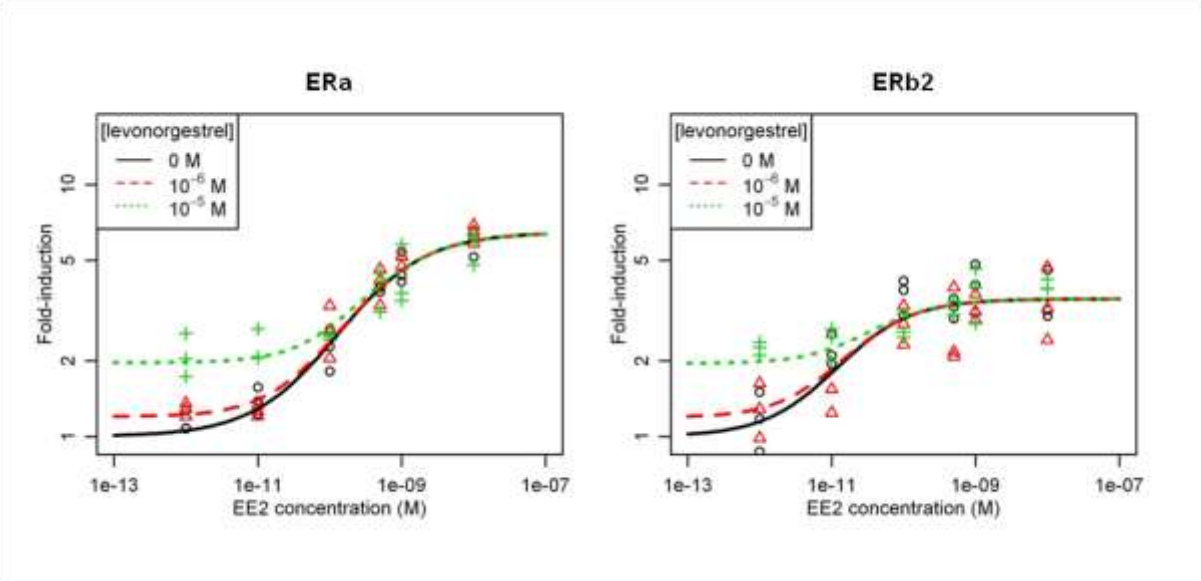 ERa
[levonorgestrel]
0 M
10⁻⁶ M
10⁻⁵ M
Fold-induction
10
5
2
1
1e-13
1e-11
1e-09
1e-07
EE2 concentration (M)
ERb2
[levonorgestrel]
0 M
10⁻⁶ M
10⁻⁵ M
Fold-induction
10
5
2
1
1e-13
1e-11
1e-09
1e-07
EE2 concentration (M)